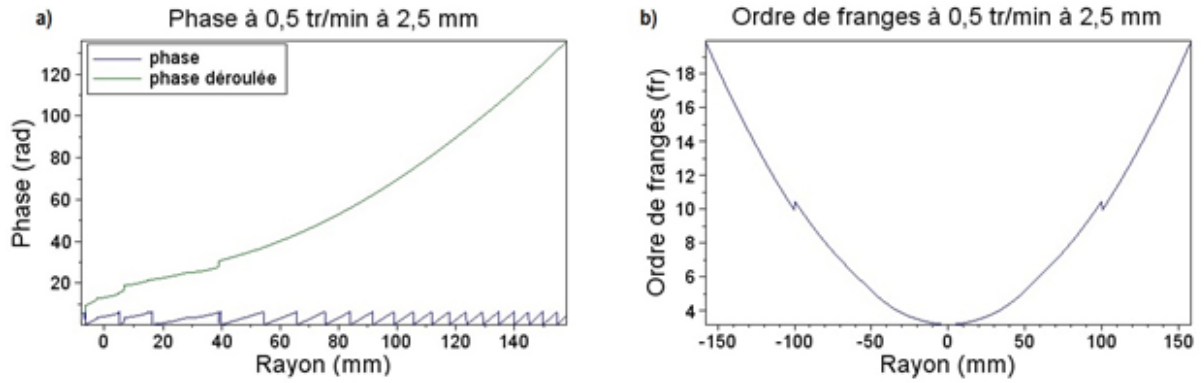 a)
Phase à 0,5 tr/min à 2,5 mm
phase
phase déroulée
Phase (rad)
120
100
80
60
40
20
0 20 40 60 80 100 120 140
Rayon (mm)
b)
Ordre de franges à 0,5 tr/min à 2,5 mm
Ordre de franges (fr)
18
16
14
12
10
8
6
4
-150 -100 -50 0 50 100 150
Rayon (mm)